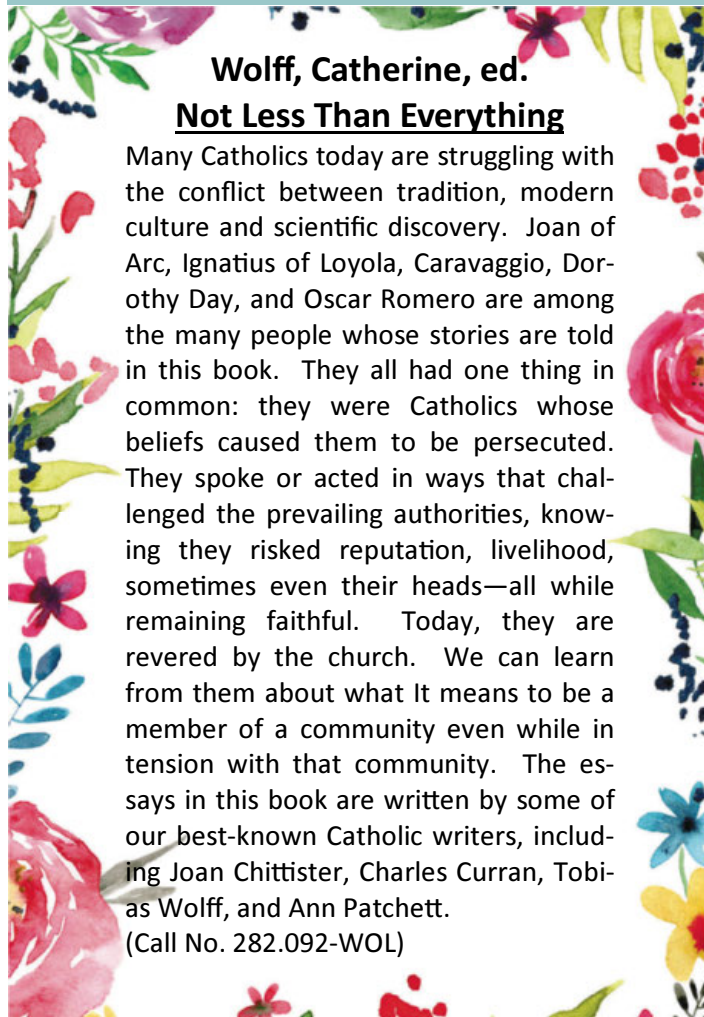 Wolff, Catherine, ed.
Not Less Than Everything
Many Catholics today are struggling with
the conflict between tradition, modern
culture and scientific discovery.  Joan of
Arc, Ignatius of Loyola, Caravaggio, Dor-
othy Day, and Oscar Romero are among
the many people whose stories are told
in this book.  They all had one thing in
common: they were Catholics whose
beliefs caused them to be persecuted.
They spoke or acted in ways that chal-
lenged the prevailing authorities, know-
ing they risked reputation, livelihood,
sometimes even their heads—all while
remaining faithful.  Today, they are
revered by the church.  We can learn
from them about what It means to be a
member of a community even while in
tension with that community.  The es-
says in this book are written by some of
our best-known Catholic writers, includ-
ing Joan Chittister, Charles Curran, Tobi-
as Wolff, and Ann Patchett.
(Call No. 282.092-WOL)